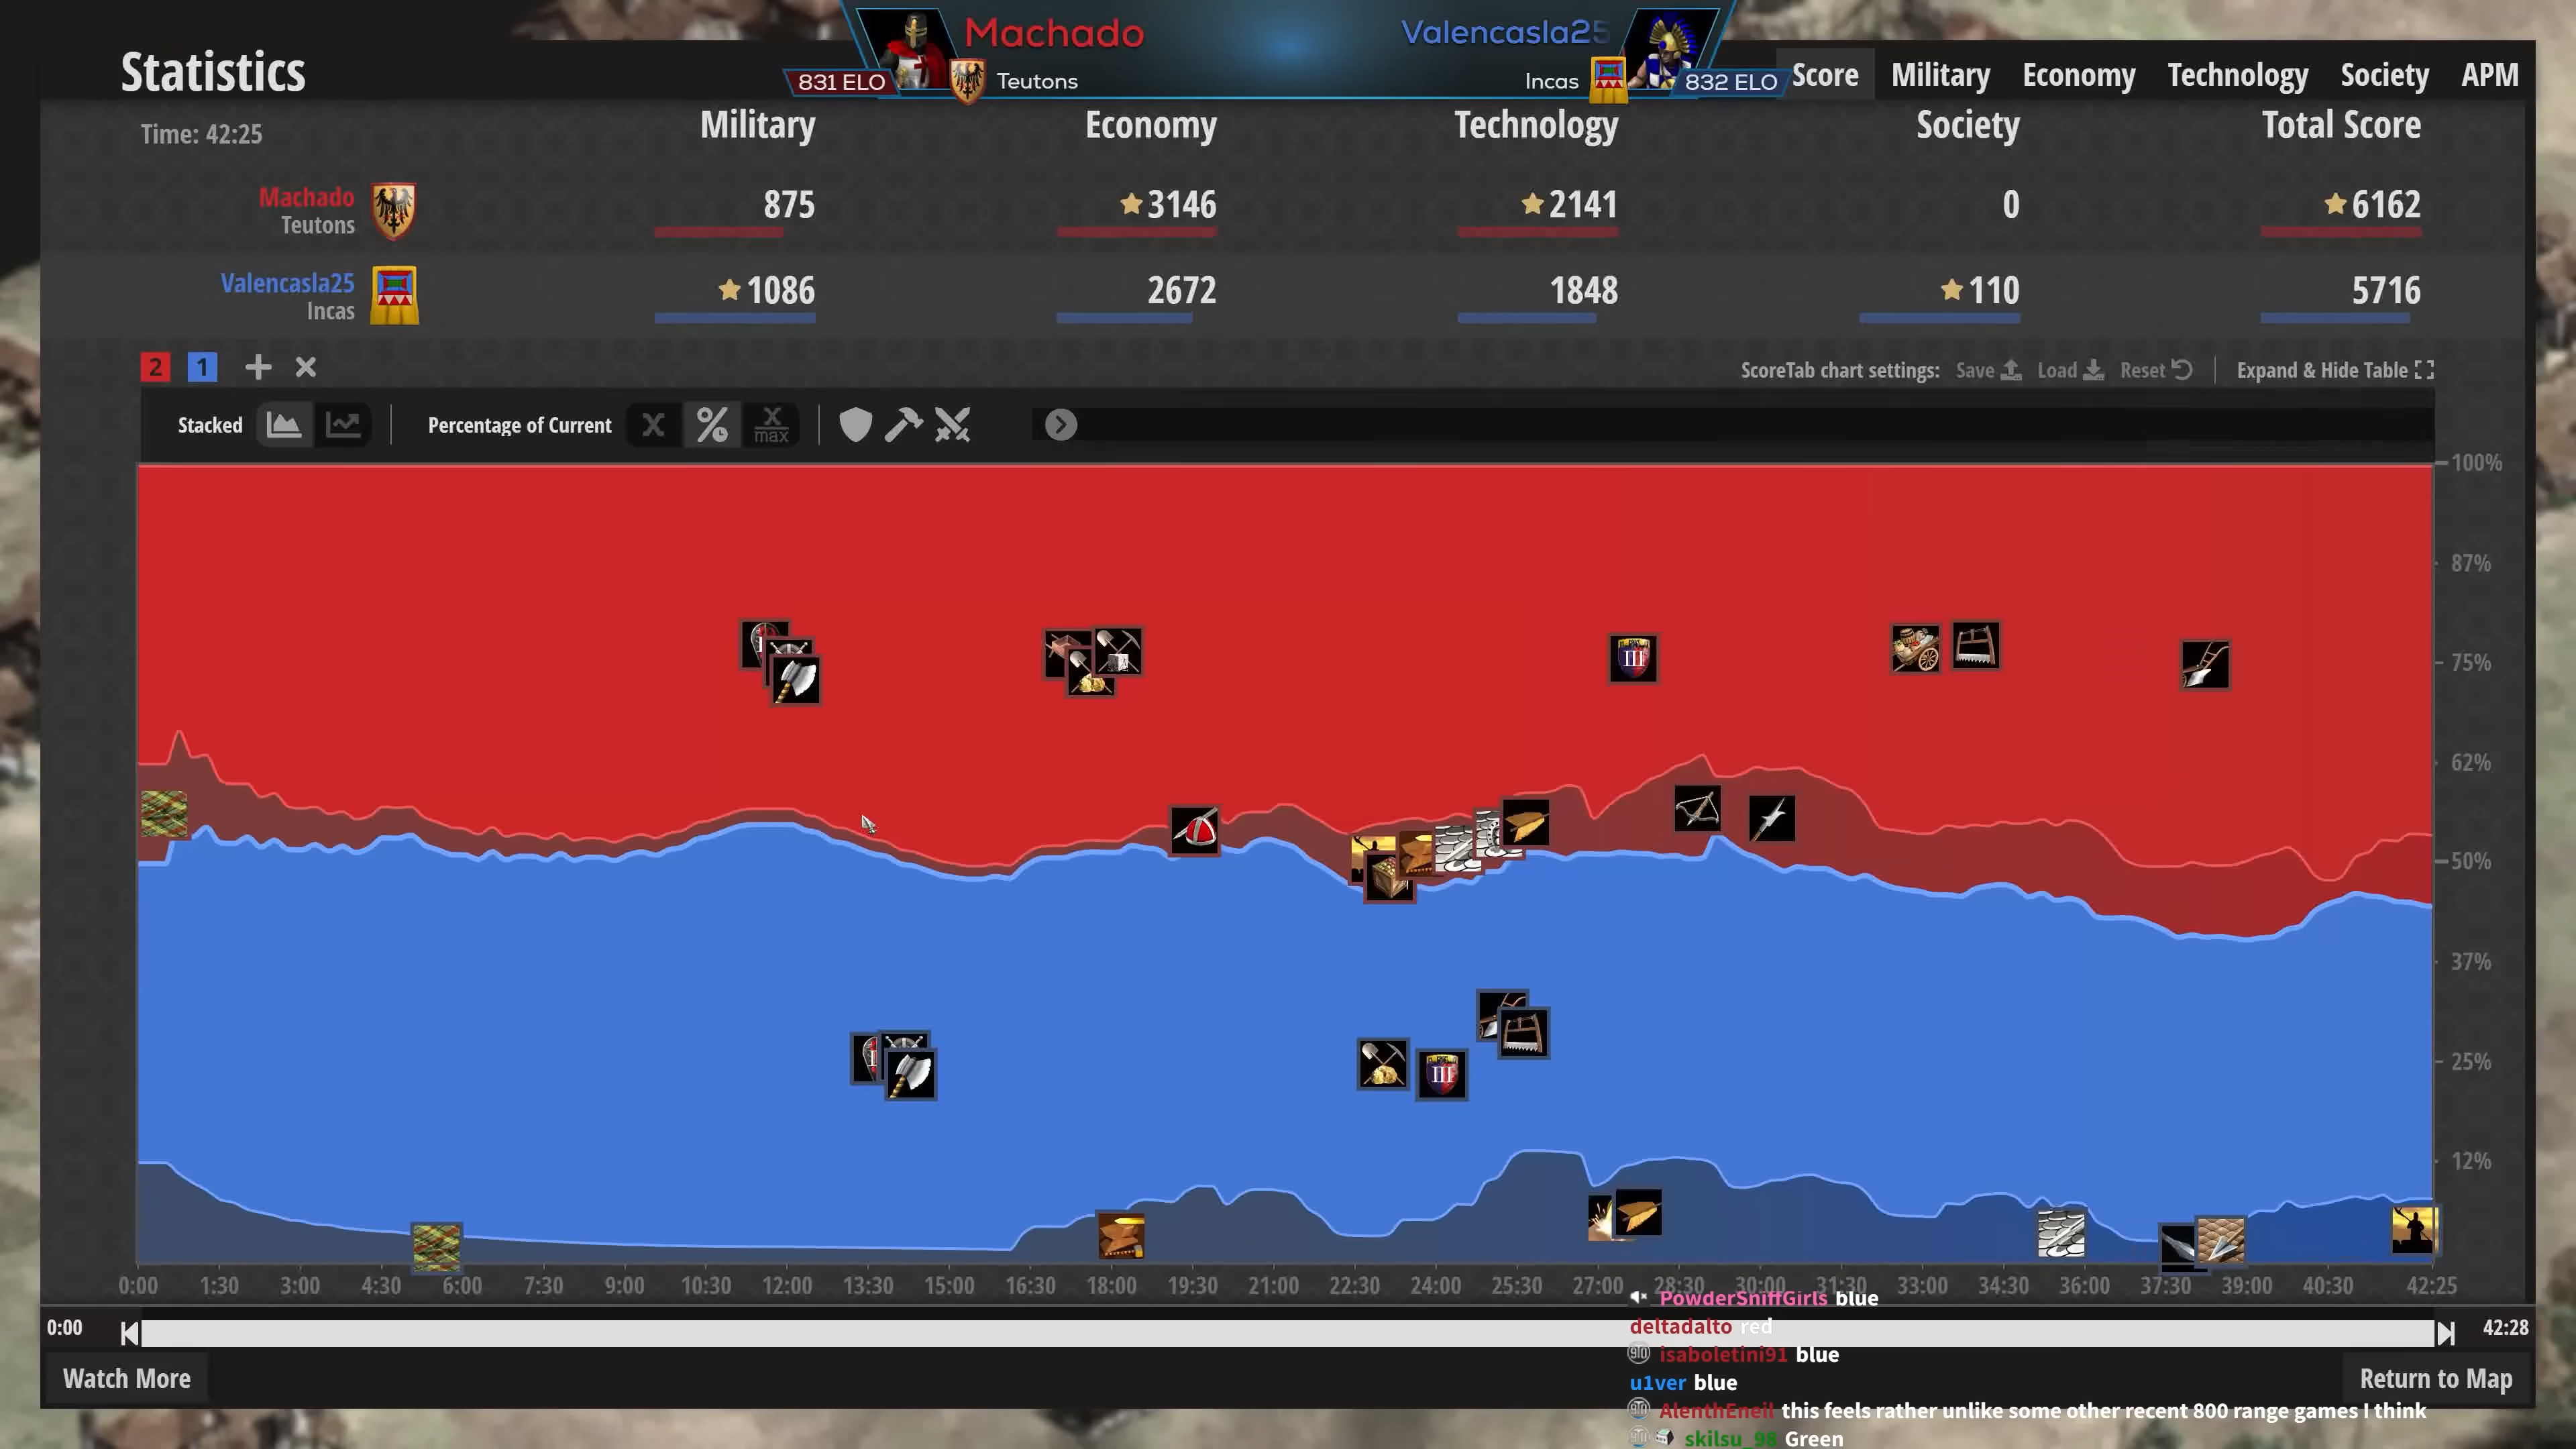 Machado
Valencasla25
831 ELO
Teutons
Incas
832 ELO
Statistics
Score Military Economy Technology Society APM
Time: 42:25
Military Economy Technology Society Total Score
Machado
Teutons
875 3146 2141 0 6162
Valencasla25
Incas
1086 2672 1848 110 5716
2 1
ScoreTab chart settings: Save Load Reset Expand & Hide Table
Stacked Percentage of Current X % X max
100%
87%
75%
62%
50%
37%
25%
12%
III
III
0:00 1:30 3:00 4:30 6:00 7:30 9:00 10:30 12:00 13:30 15:00 16:30 18:00 19:30 21:00 22:30 24:00 25:30 27:00 28:30 30:00 31:30 33:00 34:30 36:00 37:30 39:00 40:30 42:25
0:00
42:28
PowderSniffGirls blue
deltadalto red
isaboletini91 blue
u1ver blue
AlenthEneil this feels rather unlike some other recent 800 range games I think
skilsu_98 Green
Watch More
Return to Map